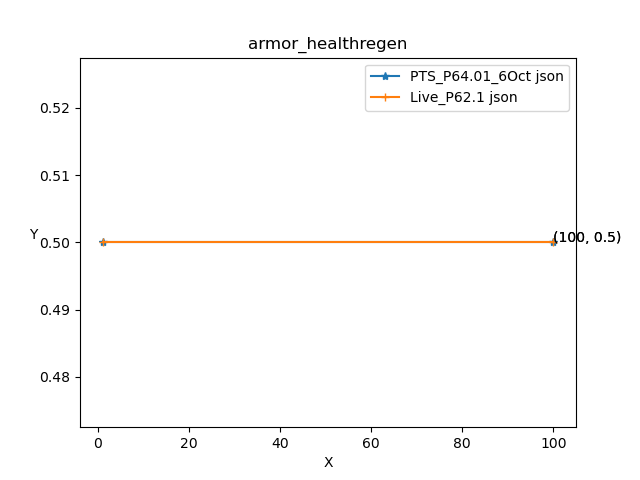 armor_healthregen
PTS_P64.01_6Oct json
Live_P62.1 json
0.52
0.51
Y
0.50
(100, 0.5)
0.49
0.48
0
20
40
60
80
100
X